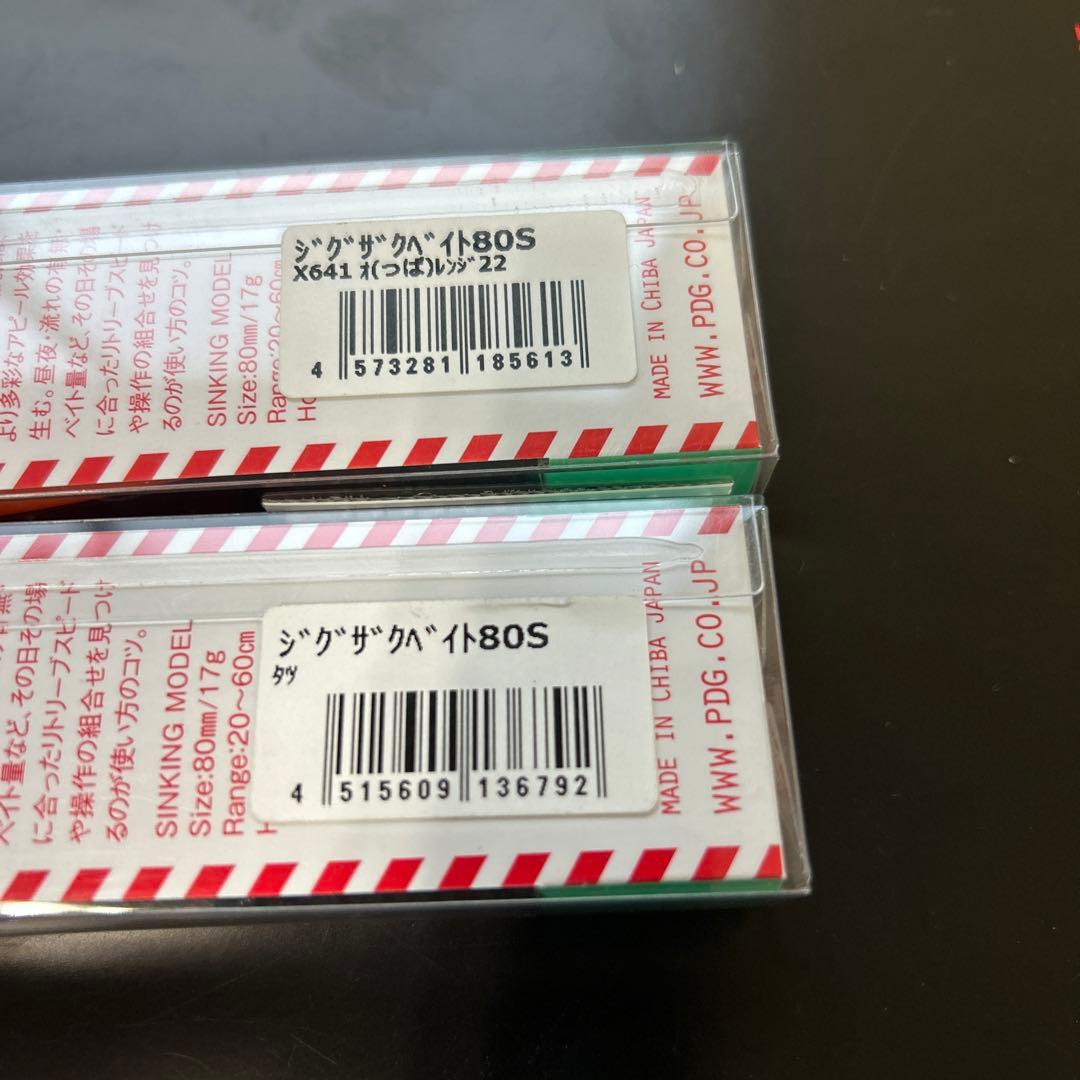 ｼﾞｸﾞｻﾞｸﾍﾞｲﾄ80S
X641 ｵ(つば)ﾚﾝｼﾞ22
4 573281 185613
より多彩なアピール効果を
生む。昼夜・流れの有無・
ベイト量など、その日その場
に合ったリトリーブスピード
や操作の組合せを見つけ
るのが使い方のコツ。
SINKING MODEL
Size:80mm/17g
Range:20〜60cm
MADE IN CHIBA JAPAN
WWW.PDG.CO.JP
ｼﾞｸﾞｻﾞｸﾍﾞｲﾄ80S
ﾀﾂ
4 515609 136792
ベイト量など、その日その場
に合ったリトリーブスピード
や操作の組合せを見つけ
るのが使い方のコツ。
SINKING MODEL
Size:80mm/17g
Range:20〜60cm
MADE IN CHIBA JAPAN
WWW.PDG.CO.JP